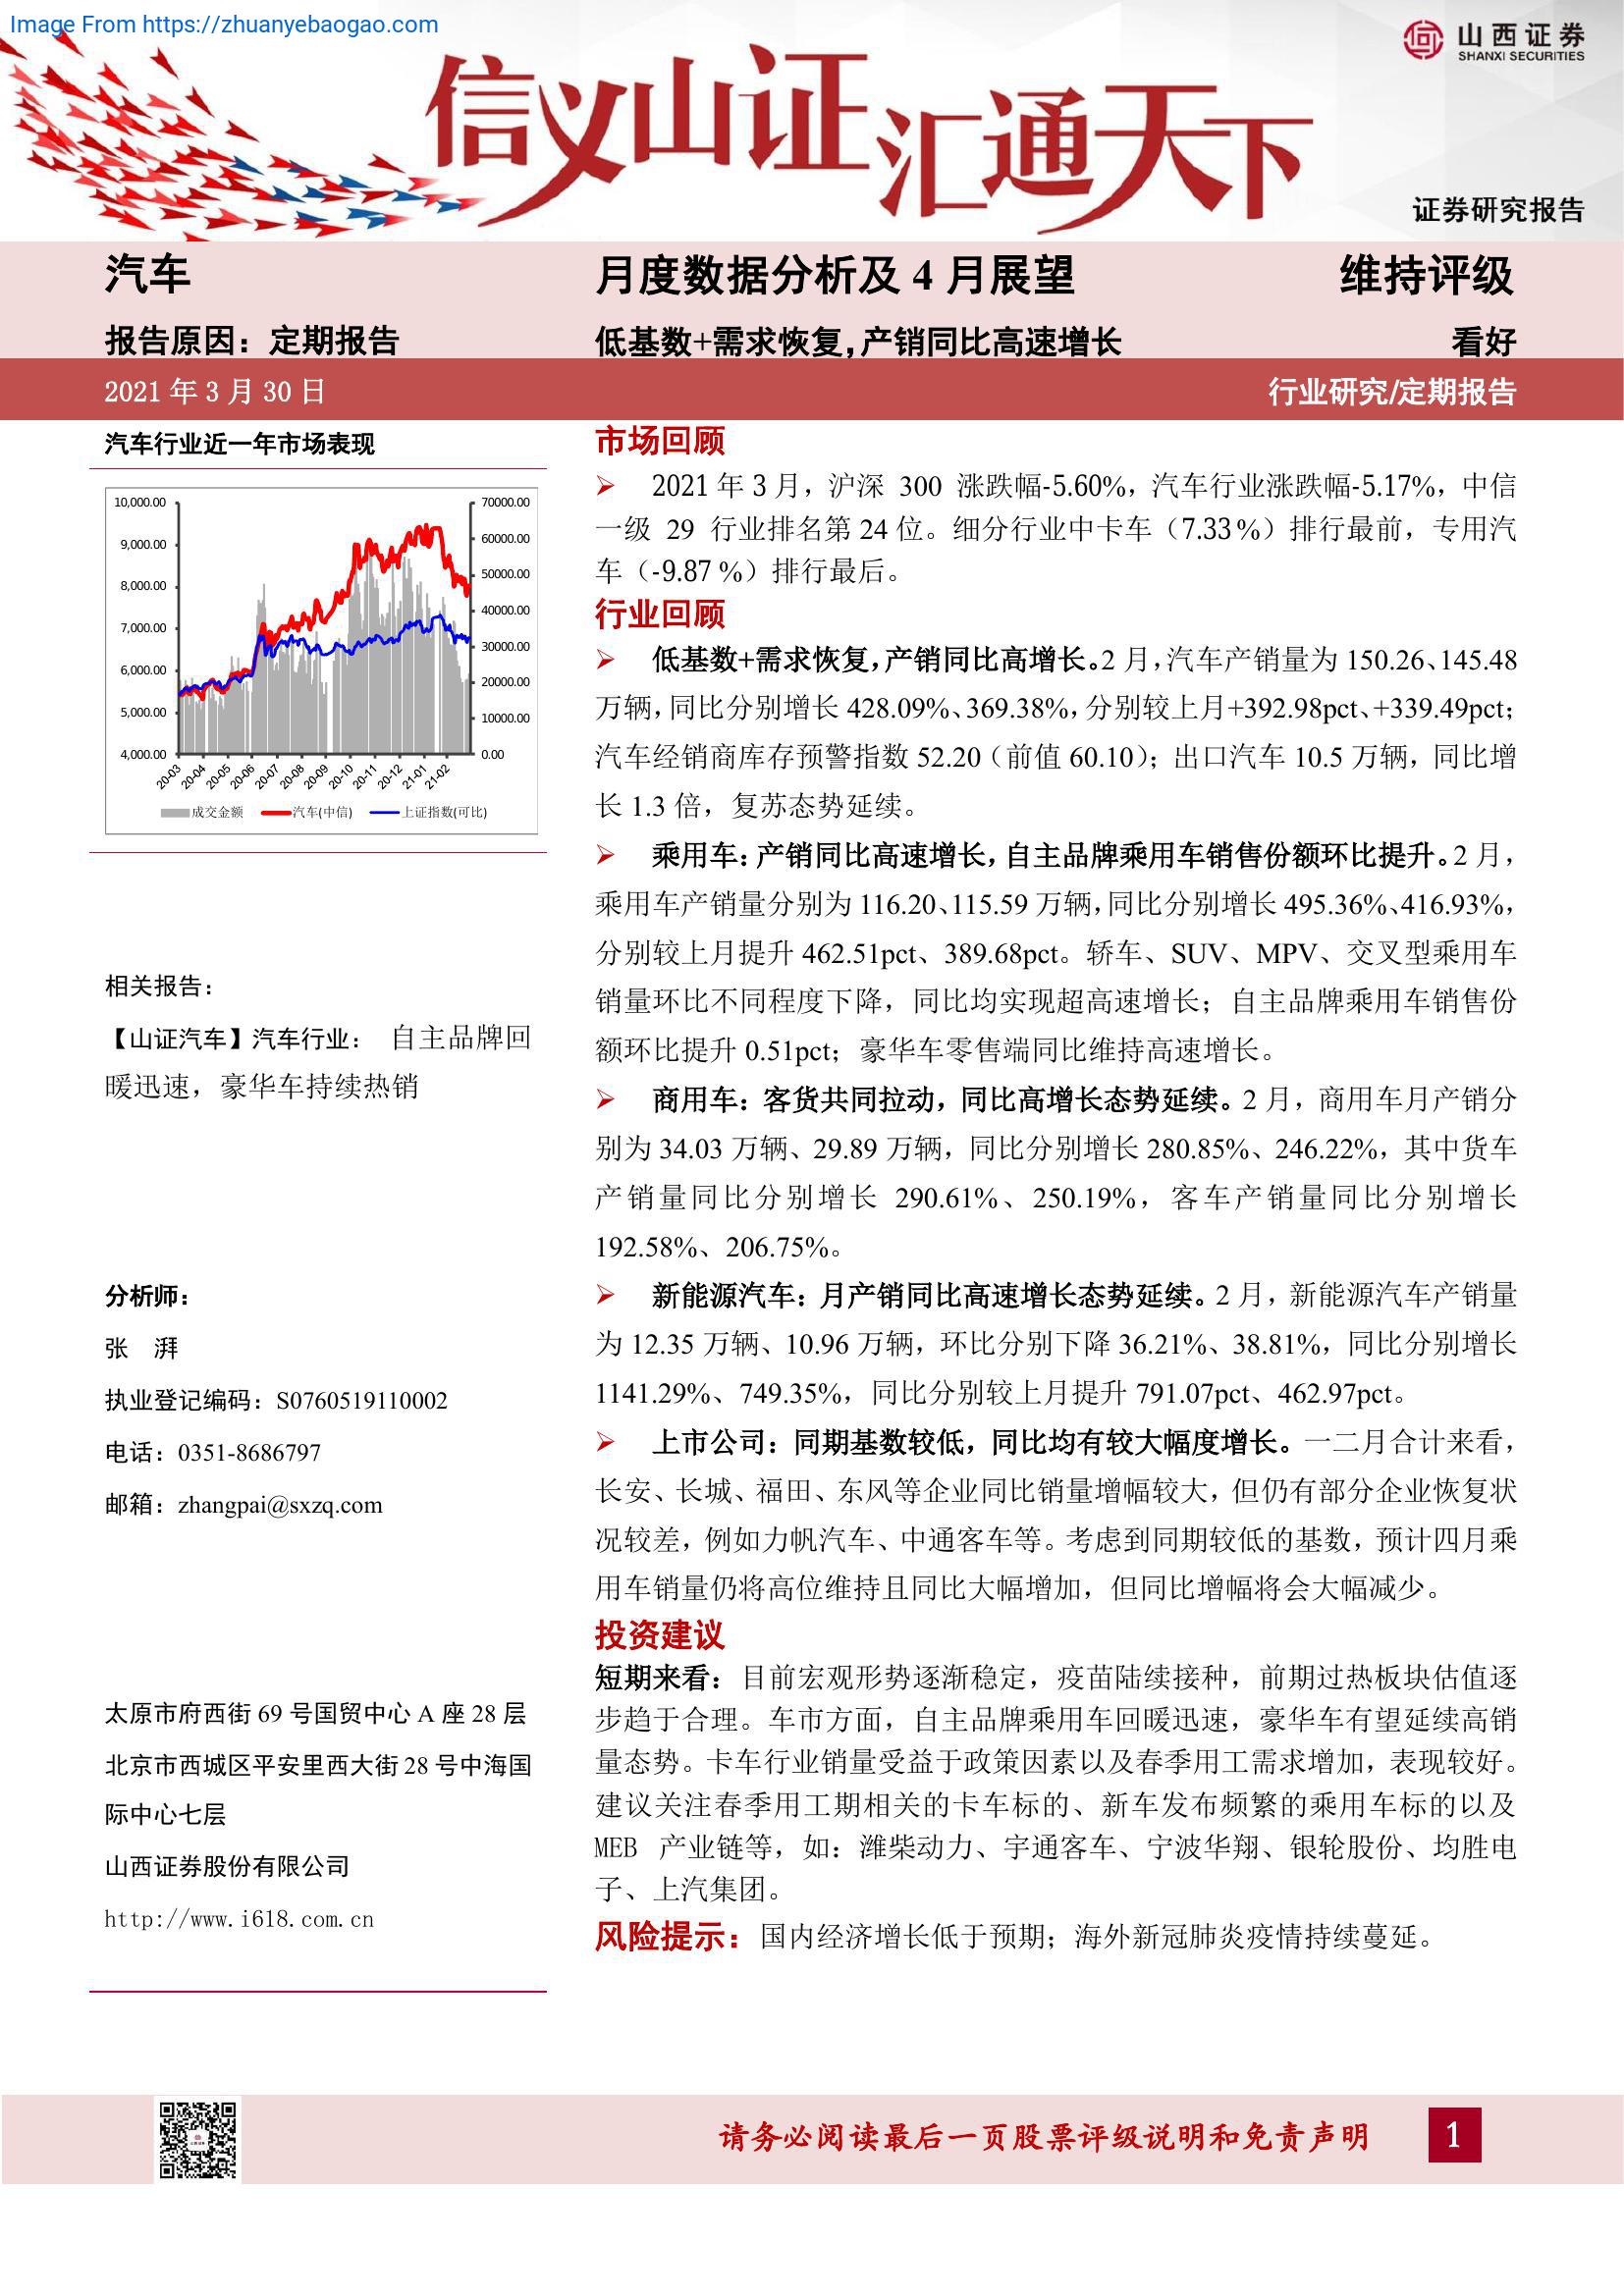 Image From https://zhuanyebaogao.com
山西证券
SHANXI SECURITIES
信义山证汇通天下
证券研究报告
汽车
月度数据分析及 4 月展望
维持评级
报告原因：定期报告
低基数+需求恢复，产销同比高速增长
看好
2021 年 3 月 30 日
行业研究/定期报告
汽车行业近一年市场表现
10,000.00
9,000.00
8,000.00
7,000.00
6,000.00
5,000.00
4,000.00
70000.00
60000.00
50000.00
40000.00
30000.00
20000.00
10000.00
0.00
20-03
20-04
20-05
20-06
20-07
20-08
20-09
20-10
20-11
20-12
21-01
21-02
成交金额 汽车(中信) 上证指数(可比)
相关报告：
【山证汽车】汽车行业： 自主品牌回
暖迅速，豪华车持续热销
分析师：
张 湃
执业登记编码：S0760519110002
电话：0351-8686797
邮箱：zhangpai@sxzq.com
太原市府西街 69 号国贸中心 A 座 28 层
北京市西城区平安里西大街 28 号中海国
际中心七层
山西证券股份有限公司
http://www.i618.com.cn
市场回顾
➢ 2021 年 3 月，沪深 300 涨跌幅-5.60%，汽车行业涨跌幅-5.17%，中信
一级 29 行业排名第 24 位。细分行业中卡车（7.33 %）排行最前，专用汽
车（-9.87 %）排行最后。
行业回顾
➢ 低基数+需求恢复，产销同比高增长。2 月，汽车产销量为 150.26、145.48
万辆，同比分别增长 428.09%、369.38%，分别较上月+392.98pct、+339.49pct；
汽车经销商库存预警指数 52.20（前值 60.10）；出口汽车 10.5 万辆，同比增
长 1.3 倍，复苏态势延续。
➢ 乘用车：产销同比高速增长，自主品牌乘用车销售份额环比提升。2 月，
乘用车产销量分别为 116.20、115.59 万辆，同比分别增长 495.36%、416.93%，
分别较上月提升 462.51pct、389.68pct。轿车、SUV、MPV、交叉型乘用车
销量环比不同程度下降，同比均实现超高速增长；自主品牌乘用车销售份
额环比提升 0.51pct；豪华车零售端同比维持高速增长。
➢ 商用车：客货共同拉动，同比高增长态势延续。2 月，商用车月产销分
别为 34.03 万辆、29.89 万辆，同比分别增长 280.85%、246.22%，其中货车
产销量同比分别增长 290.61%、250.19%，客车产销量同比分别增长
192.58%、206.75%。
➢ 新能源汽车：月产销同比高速增长态势延续。2 月，新能源汽车产销量
为 12.35 万辆、10.96 万辆，环比分别下降 36.21%、38.81%，同比分别增长
1141.29%、749.35%，同比分别较上月提升 791.07pct、462.97pct。
➢ 上市公司：同期基数较低，同比均有较大幅度增长。一二月合计来看，
长安、长城、福田、东风等企业同比销量增幅较大，但仍有部分企业恢复状
况较差，例如力帆汽车、中通客车等。考虑到同期较低的基数，预计四月乘
用车销量仍将高位维持且同比大幅增加，但同比增幅将会大幅减少。
投资建议
短期来看：目前宏观形势逐渐稳定，疫苗陆续接种，前期过热板块估值逐
步趋于合理。车市方面，自主品牌乘用车回暖迅速，豪华车有望延续高销
量态势。卡车行业销量受益于政策因素以及春季用工需求增加，表现较好。
建议关注春季用工期相关的卡车标的、新车发布频繁的乘用车标的以及
MEB 产业链等，如：潍柴动力、宇通客车、宁波华翔、银轮股份、均胜电
子、上汽集团。
风险提示：国内经济增长低于预期；海外新冠肺炎疫情持续蔓延。
请务必阅读最后一页股票评级说明和免责声明
1